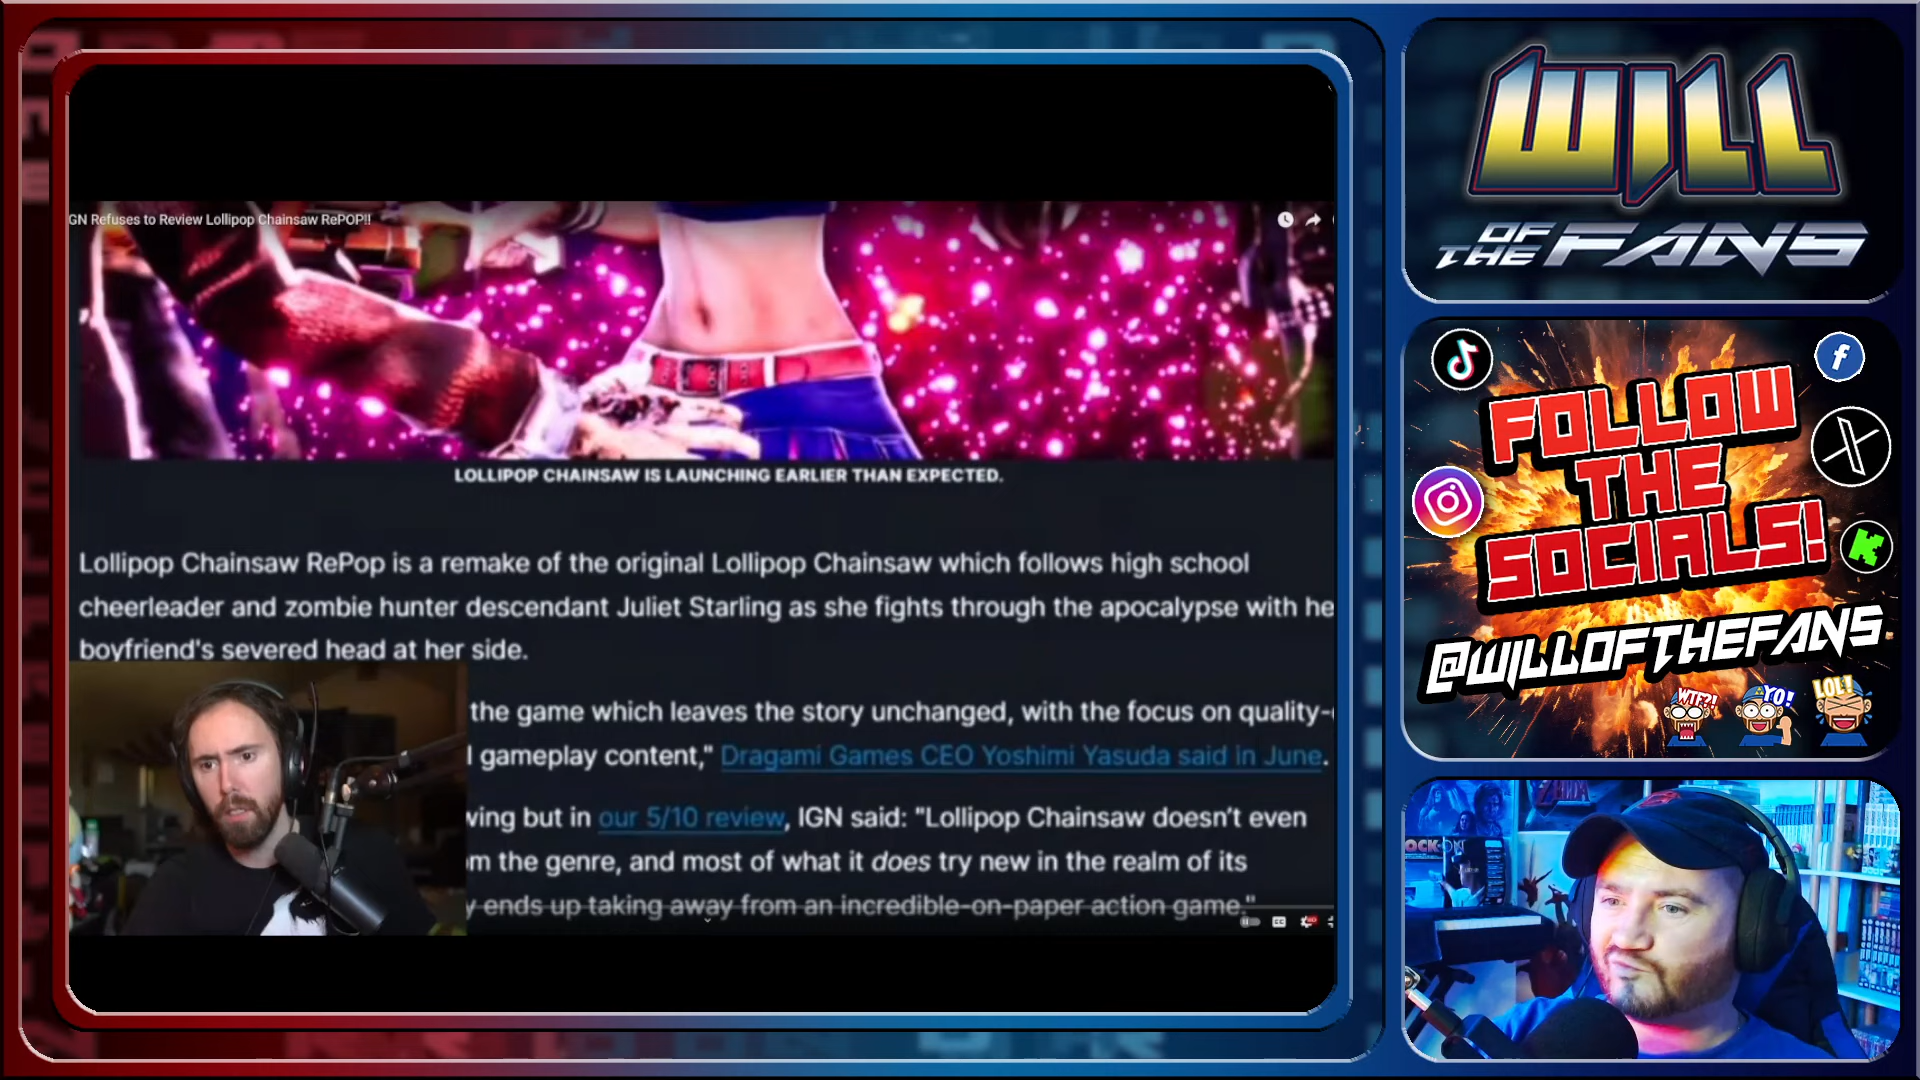 GN Refuses to Review Lollipop Chainsaw RePOP!!
LOLLIPOP CHAINSAW IS LAUNCHING EARLIER THAN EXPECTED.
Lollipop Chainsaw RePop is a remake of the original Lollipop Chainsaw which follows high school
cheerleader and zombie hunter descendant Juliet Starling as she fights through the apocalypse with he
boyfriend's severed head at her side.
the game which leaves the story unchanged, with the focus on quality-
l gameplay content," Dragami Games CEO Yoshimi Yasuda said in June.
ving but in our 5/10 review, IGN said: "Lollipop Chainsaw doesn't even
m the genre, and most of what it does try new in the realm of its
y ends up taking away from an incredible-on-paper action game."
CC
WILL
OF
THE FANS
FOLLOW
THE
SOCIALS!
@WILLOFTHEFANS
WTF?!
YO!
LOL!